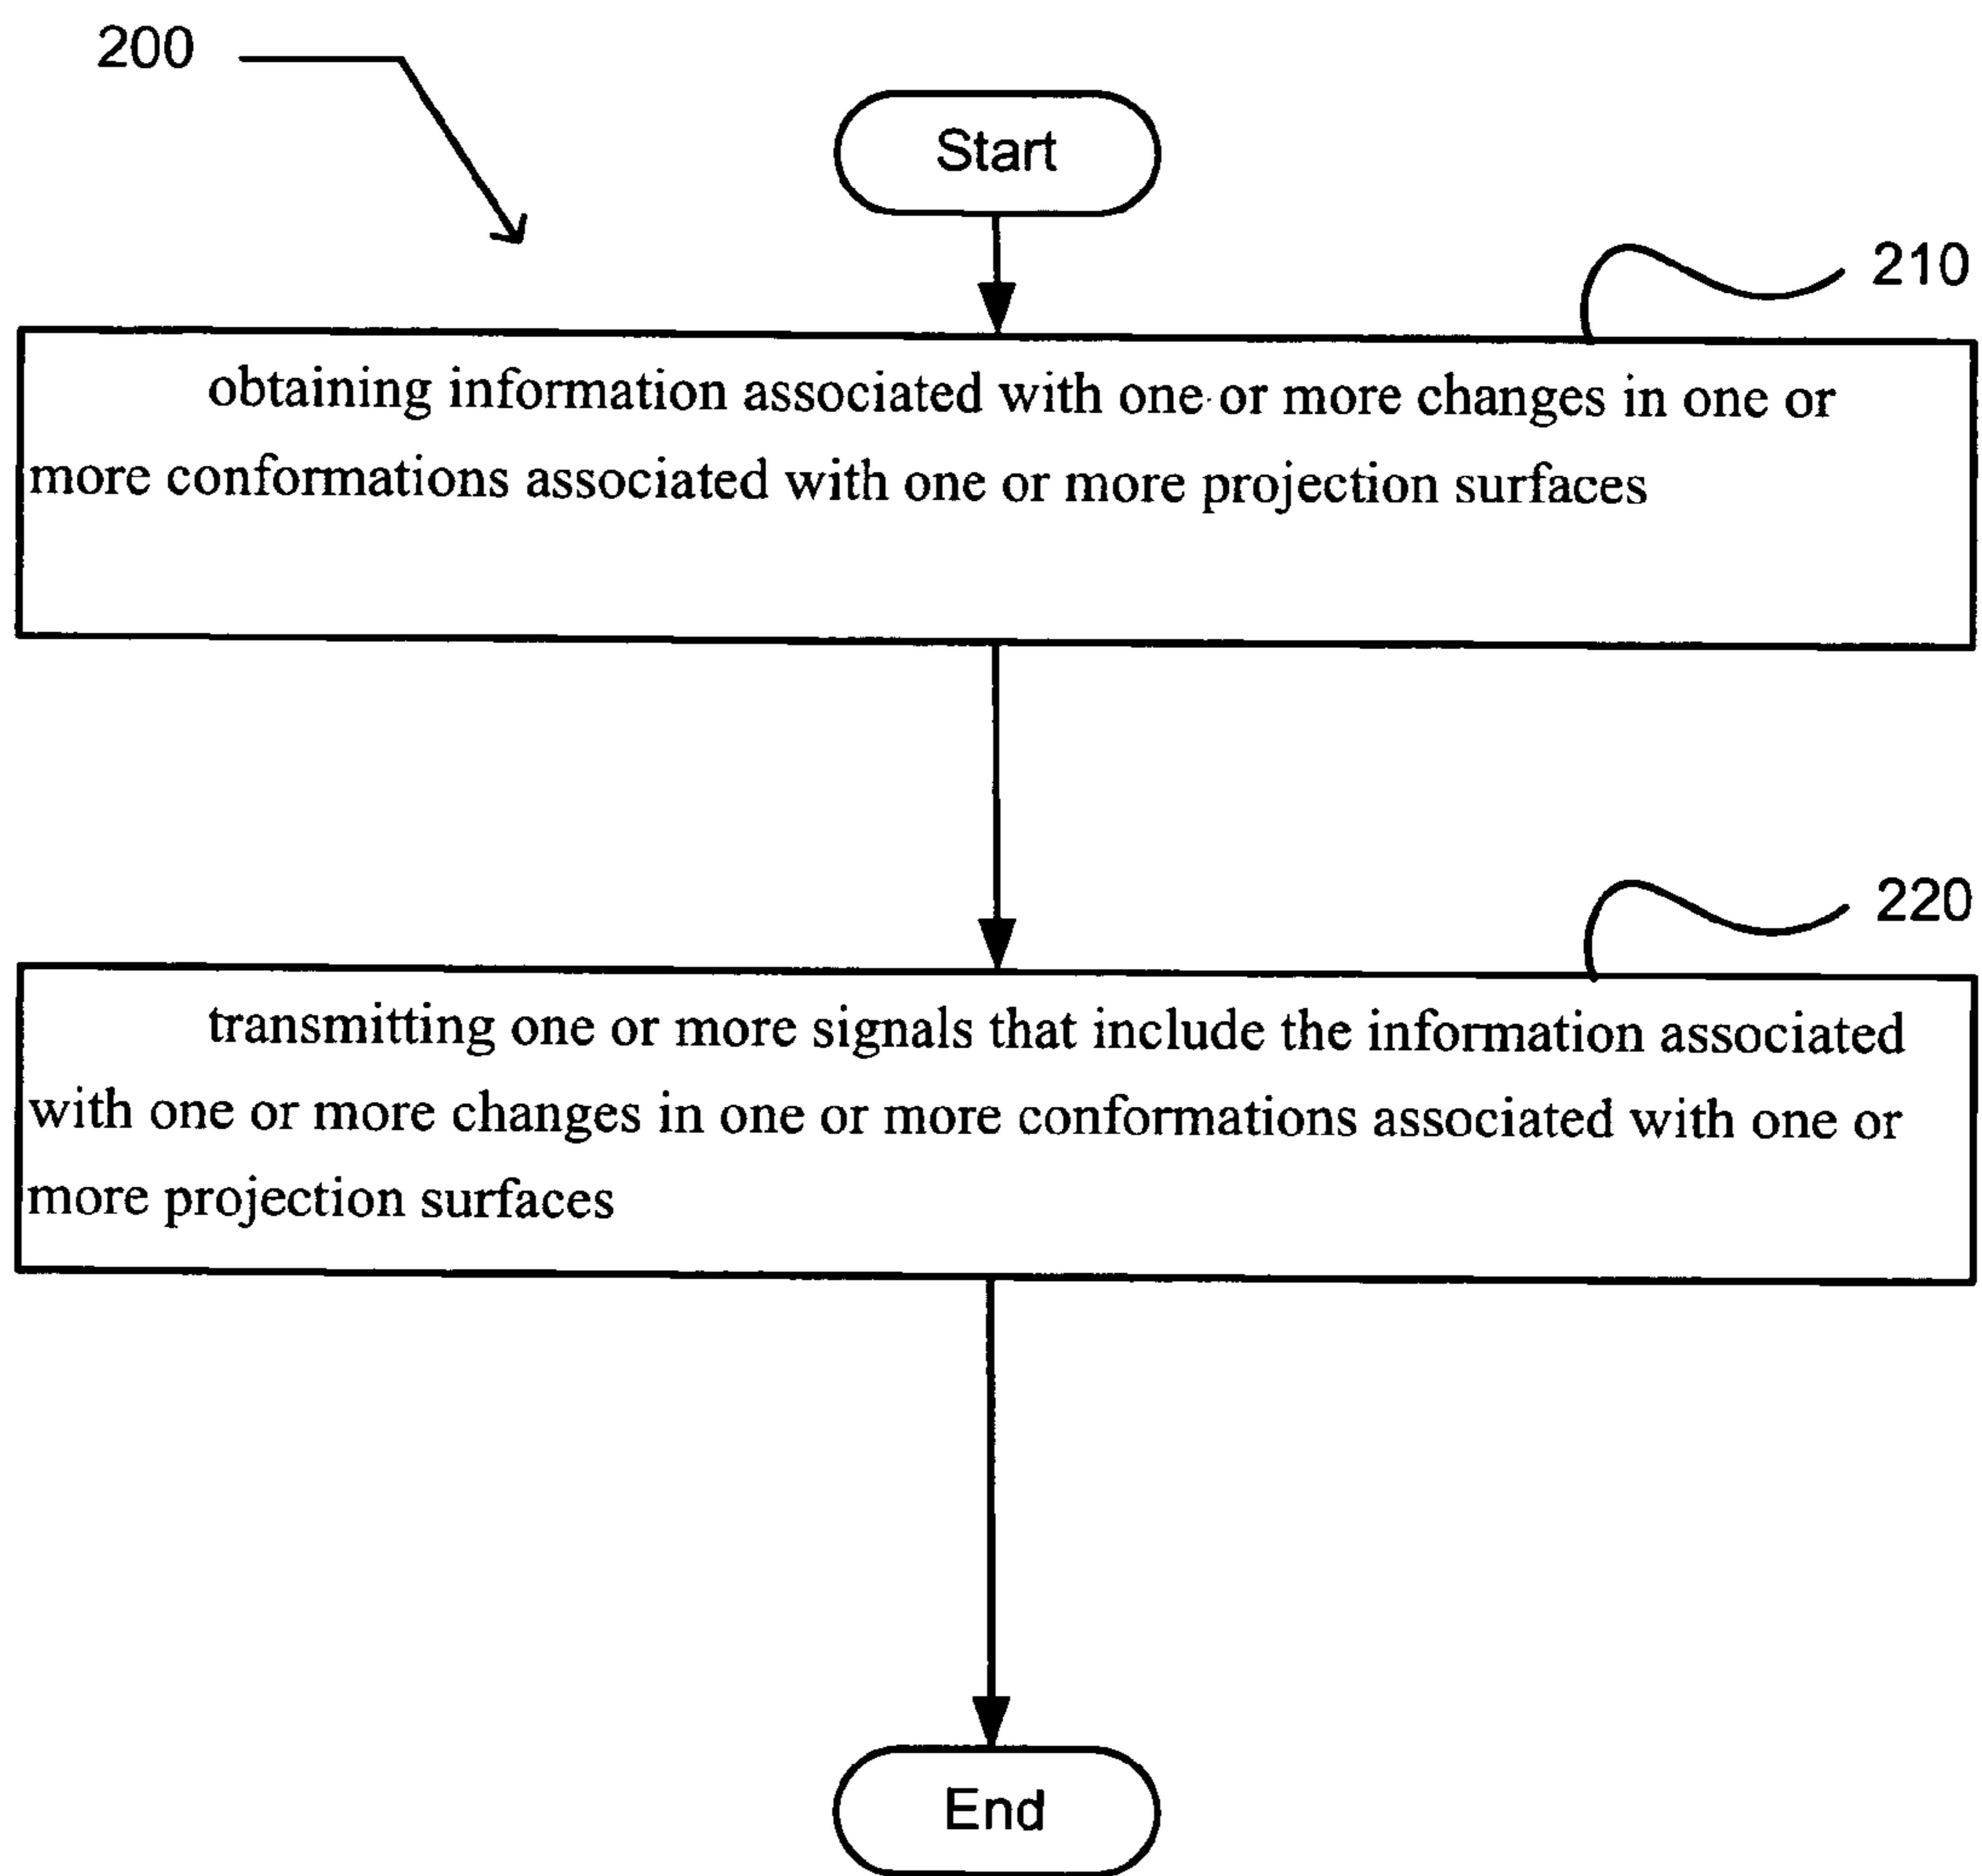 200
Start
210
obtaining information associated with one or more changes in one or
more conformations associated with one or more projection surfaces
220
transmitting one or more signals that include the information associated
with one or more changes in one or more conformations associated with one or
more projection surfaces
End